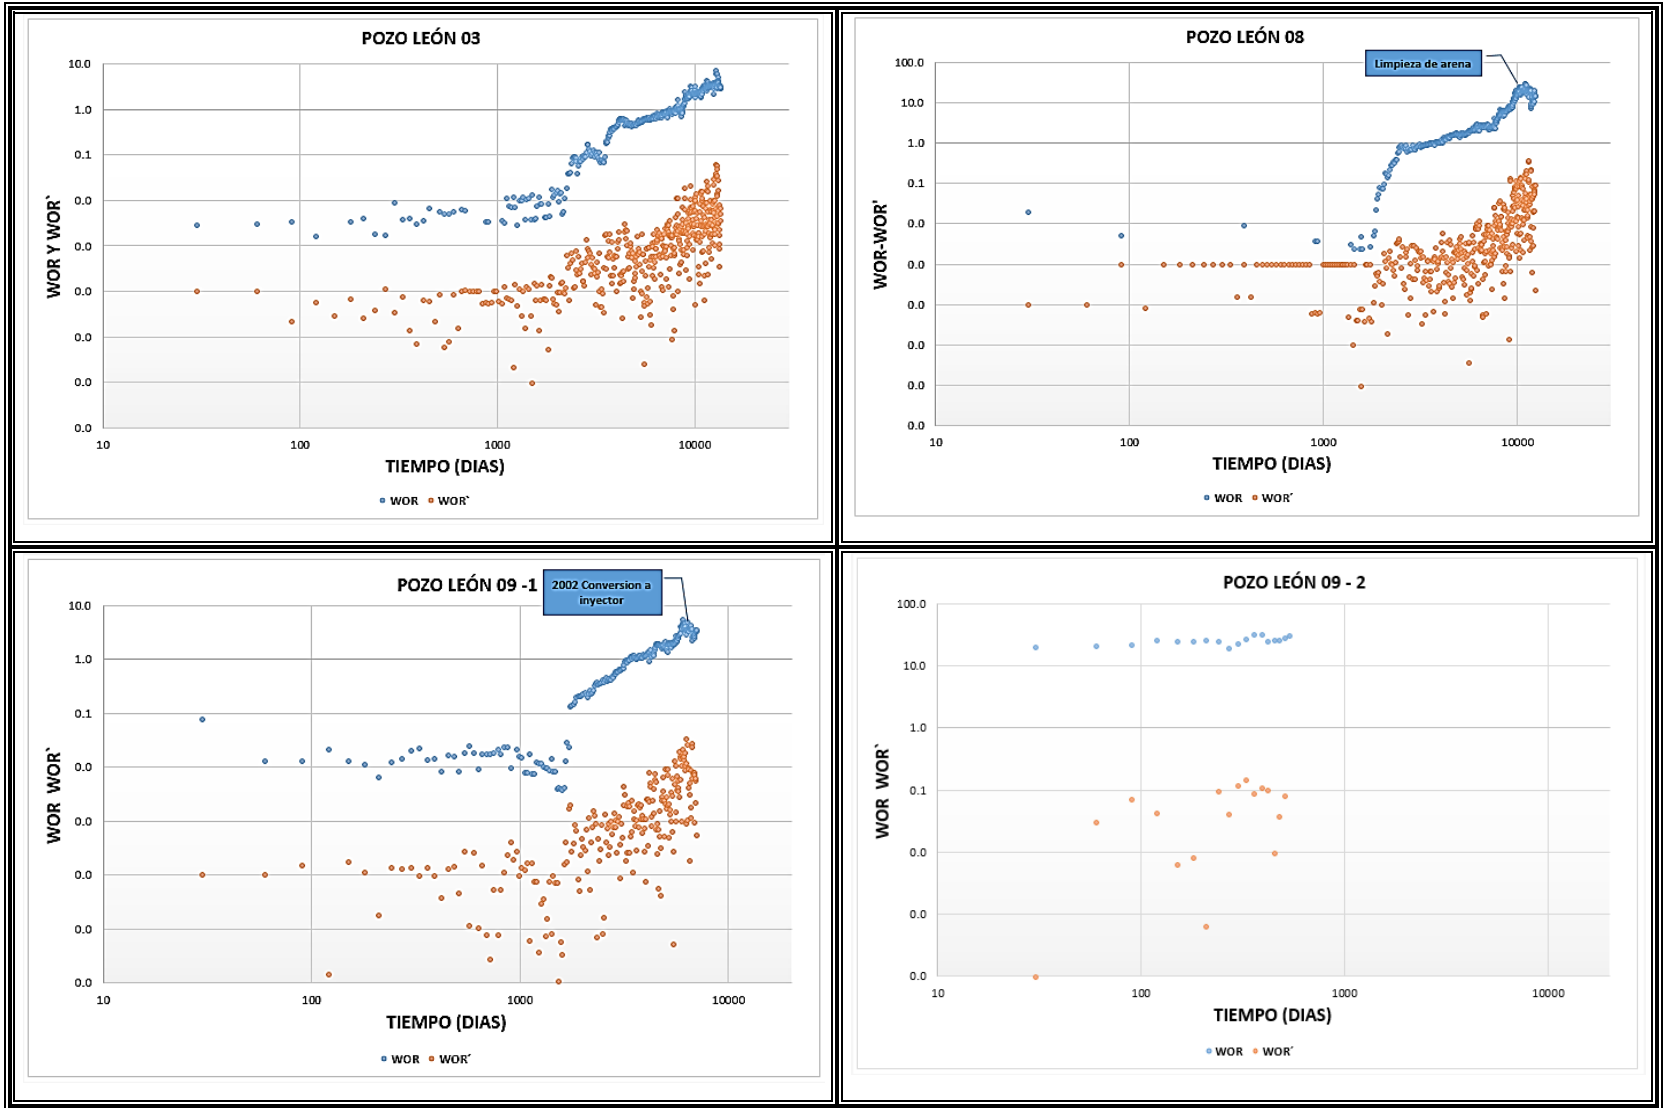 POZO LEÓN 03
10.0
1.0
0.1
0.0
0.0
0.0
0.0
0.0
0.0
WOR Y WOR`
10
100
1000
10000
TIEMPO (DIAS)
WOR
WOR`
POZO LEÓN 08
Limpieza de arena
100.0
10.0
1.0
0.1
0.0
0.0
0.0
0.0
0.0
0.0
WOR-WOR'
10
100
1000
10000
TIEMPO (DIAS)
WOR
WOR´
POZO LEÓN 09 -1
2002 Conversion a
inyector
10.0
1.0
0.1
0.0
0.0
0.0
0.0
0.0
WOR WOR`
10
100
1000
10000
TIEMPO (DIAS)
WOR
WOR´
POZO LEÓN 09 - 2
100.0
10.0
1.0
0.1
0.0
0.0
0.0
WOR WOR`
10
100
1000
10000
TIEMPO (DIAS)
WOR
WOR´